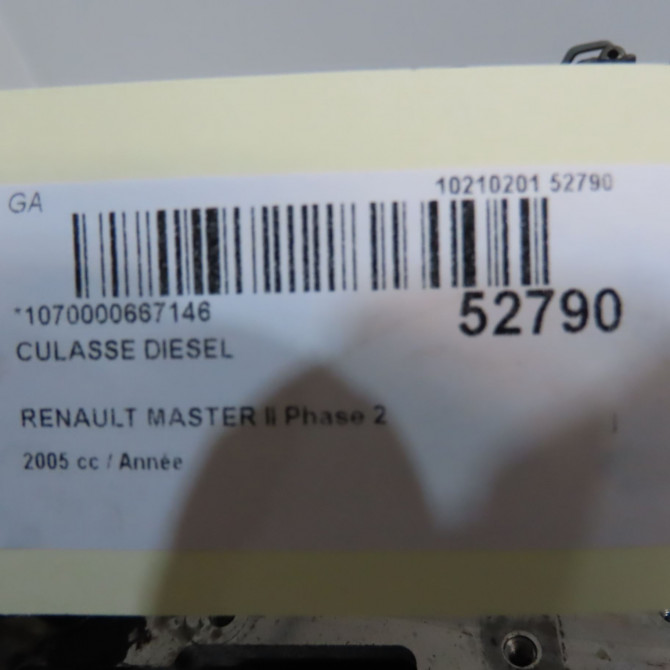 GA
10210201 52790
*1070000667146
52790
CULASSE DIESEL
RENAULT MASTER II Phase 2
2005 cc / Année